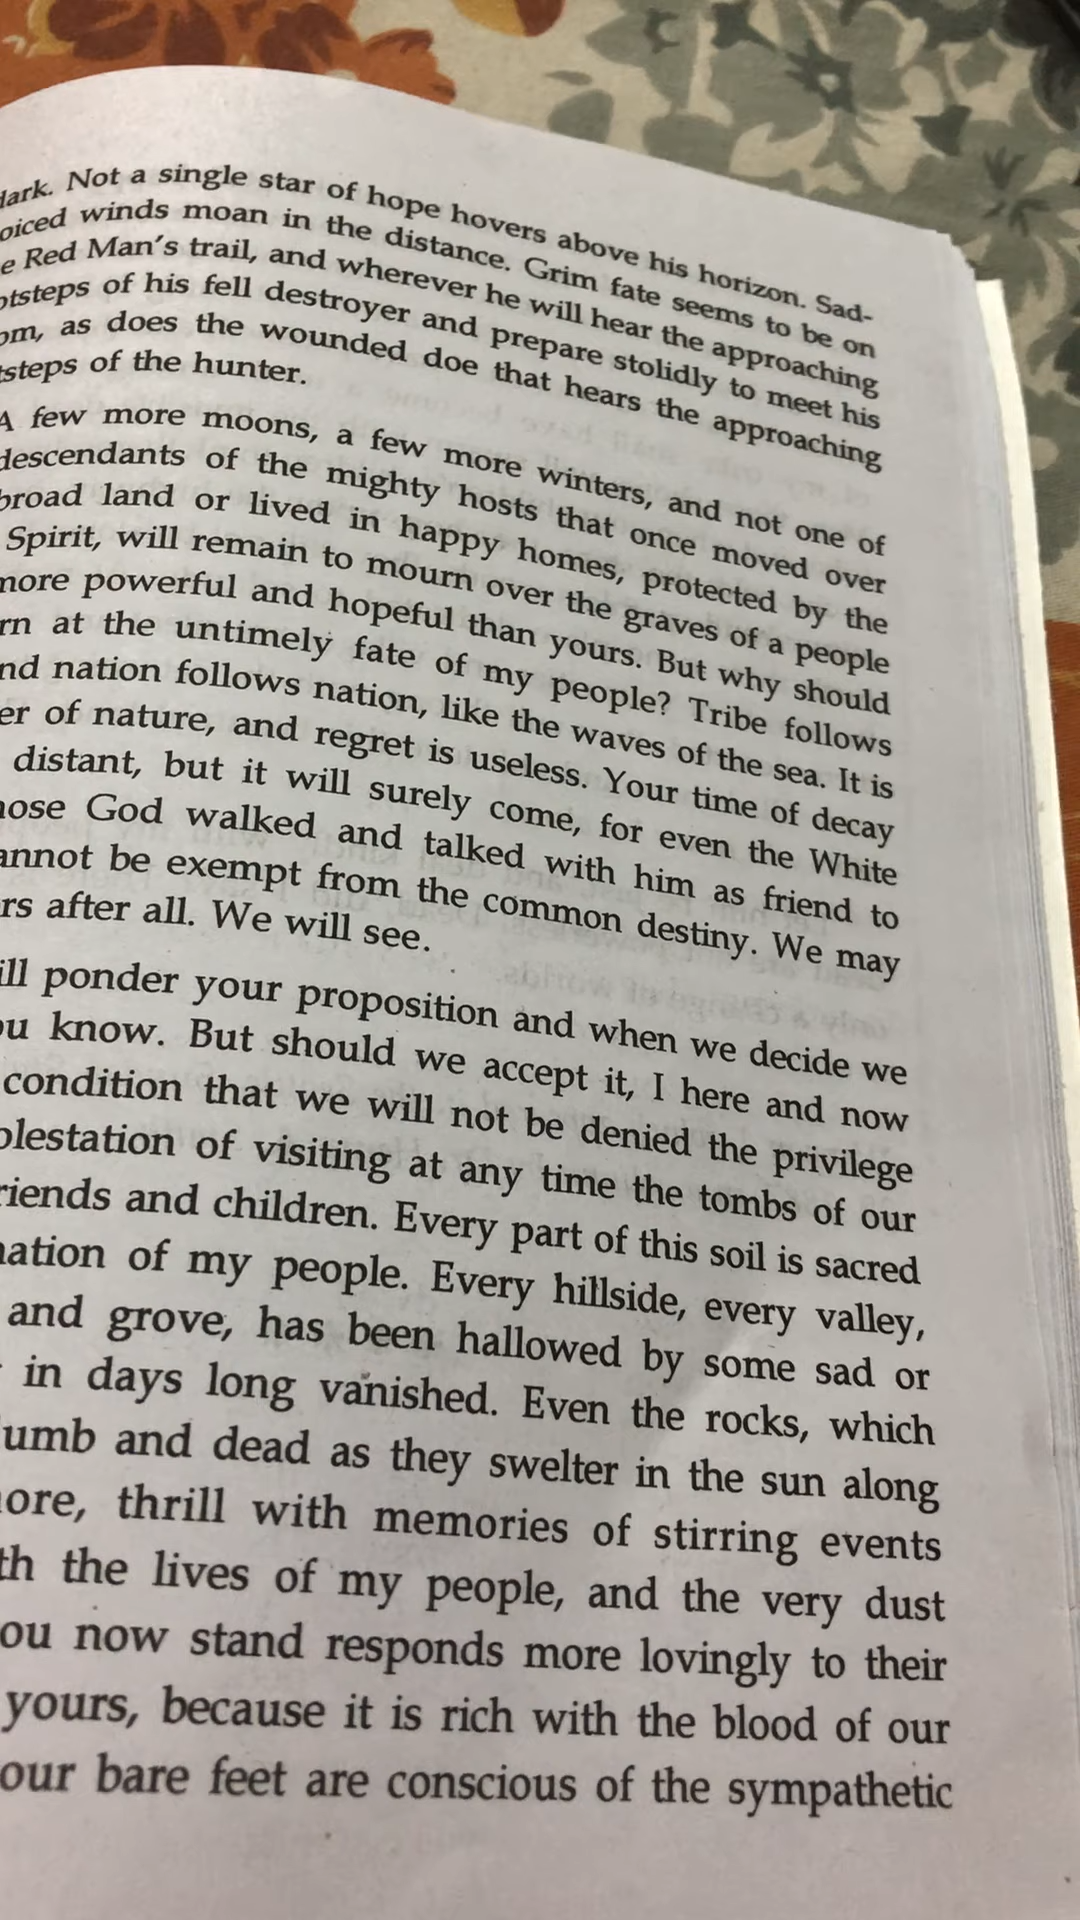 dark. Not a single star of hope hovers above his horizon. Sad-
oiced winds moan in the distance. Grim fate seems to be on
e Red Man's trail, and wherever he will hear the approaching
otsteps of his fell destroyer and prepare stolidly to meet his
om, as does the wounded doe that hears the approaching
tsteps of the hunter.
A few more moons, a few more winters, and not one of
descendants of the mighty hosts that once moved over
broad land or lived in happy homes, protected by the
Spirit, will remain to mourn over the graves of a people
more powerful and hopeful than yours. But why should
rn at the untimely fate of my people? Tribe follows
nd nation follows nation, like the waves of the sea. It is
er of nature, and regret is useless. Your time of decay
distant, but it will surely come, for even the White
hose God walked and talked with him as friend to
annot be exempt from the common destiny. We may
rs after all. We will see.
ill ponder your proposition and when we decide we
ou know. But should we accept it, I here and now
condition that we will not be denied the privilege
olestation of visiting at any time the tombs of our
riends and children. Every part of this soil is sacred
nation of my people. Every hillside, every valley,
and grove, has been hallowed by some sad or
in days long vanished. Even the rocks, which
umb and dead as they swelter in the sun along
ore, thrill with memories of stirring events
th the lives of my people, and the very dust
ou now stand responds more lovingly to their
yours, because it is rich with the blood of our
our bare feet are conscious of the sympathetic